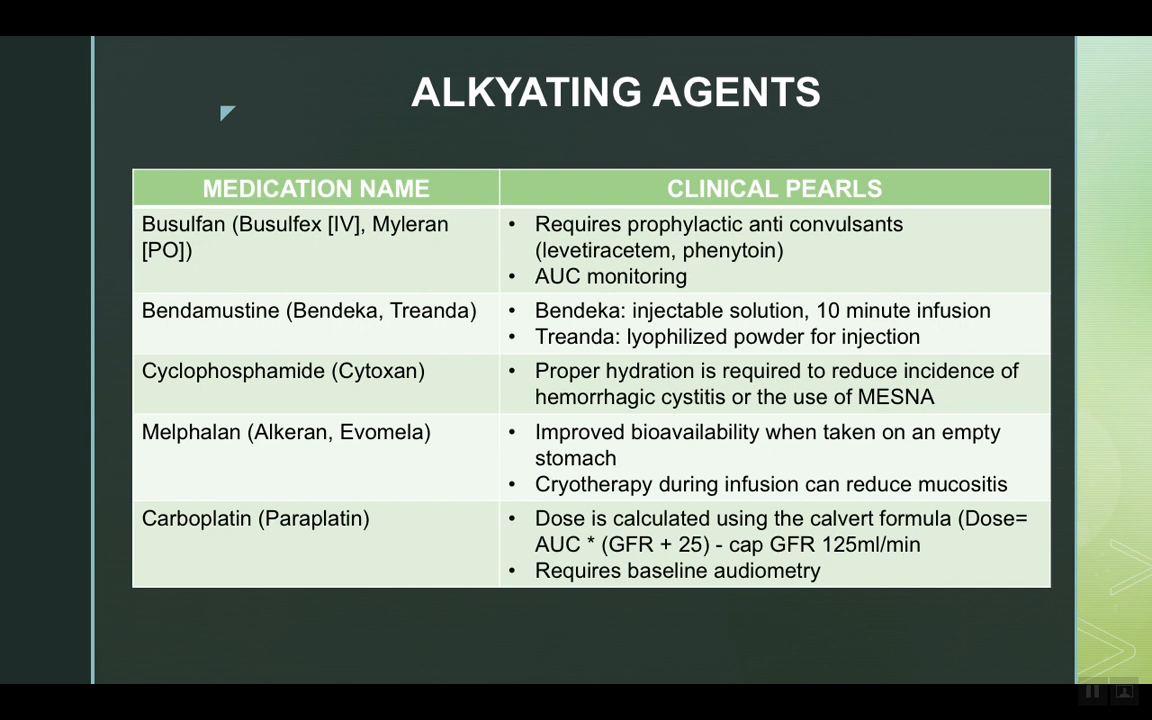 ALKYATING AGENTS
MEDICATION NAME
CLINICAL PEARLS
Busulfan (Busulfex [IV], Myleran
[PO])
• Requires prophylactic anti convulsants
(levetiracetem, phenytoin)
• AUC monitoring
Bendamustine (Bendeka, Treanda)
• Bendeka: injectable solution, 10 minute infusion
• Treanda: lyophilized powder for injection
Cyclophosphamide (Cytoxan)
• Proper hydration is required to reduce incidence of
hemorrhagic cystitis or the use of MESNA
Melphalan (Alkeran, Evomela)
• Improved bioavailability when taken on an empty
stomach
• Cryotherapy during infusion can reduce mucositis
Carboplatin (Paraplatin)
• Dose is calculated using the calvert formula (Dose=
AUC * (GFR + 25) - cap GFR 125ml/min
• Requires baseline audiometry